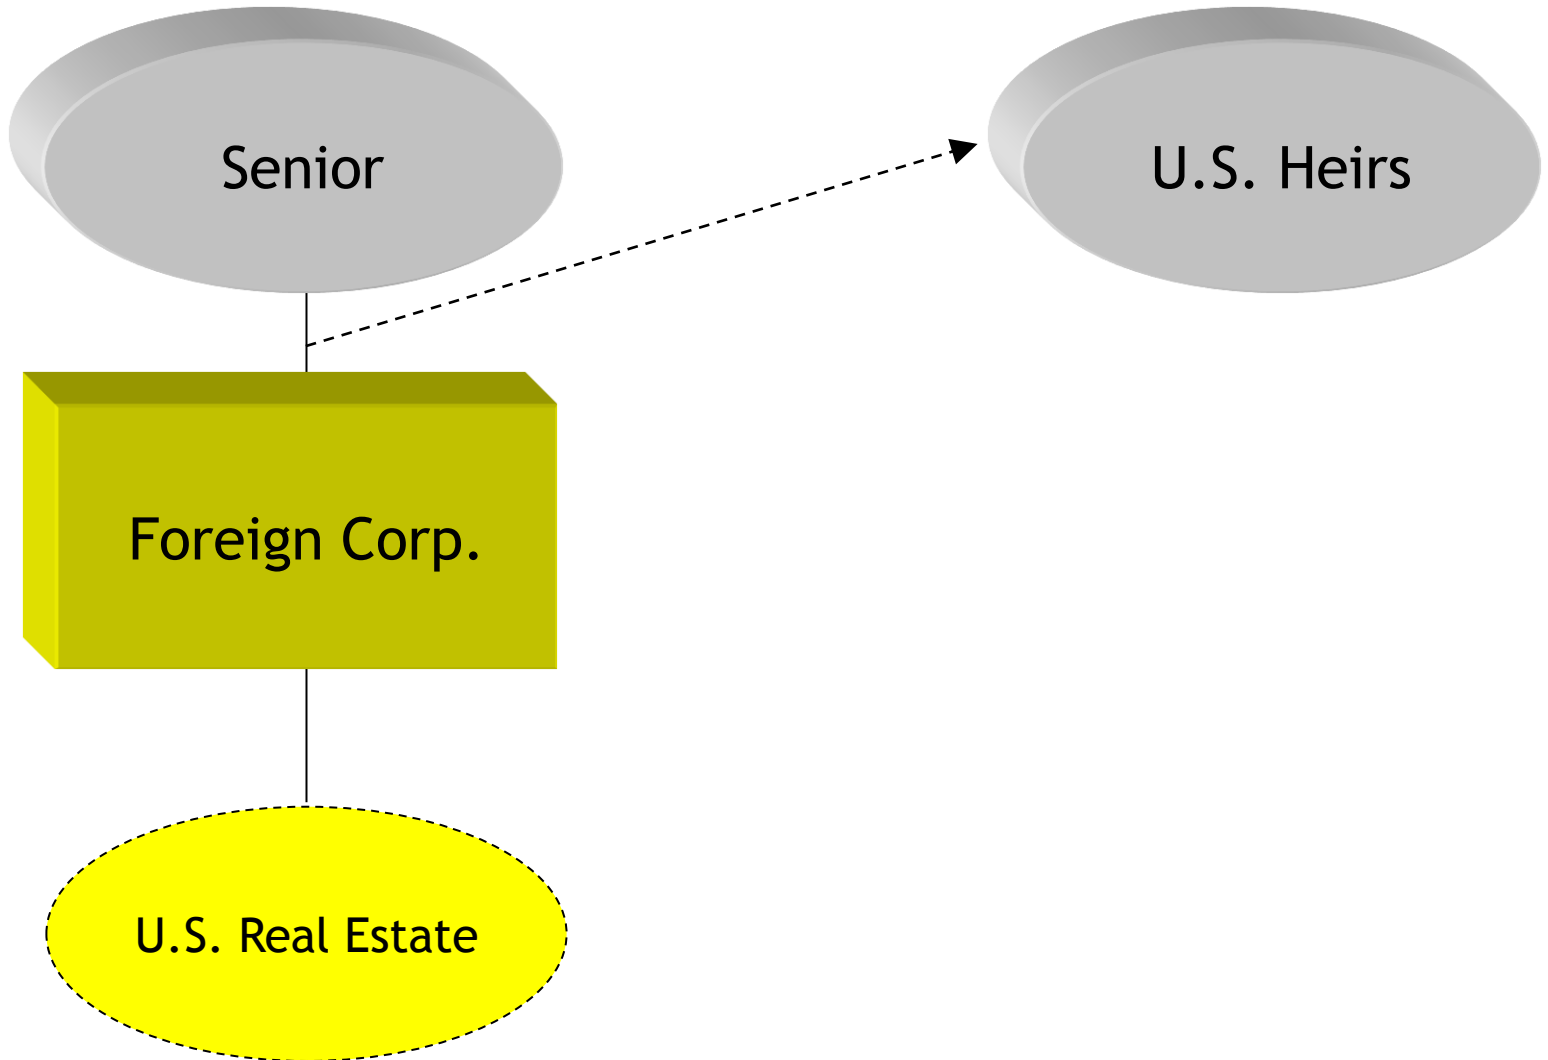 Senior
U.S. Heirs
Foreign Corp.
U.S. Real Estate